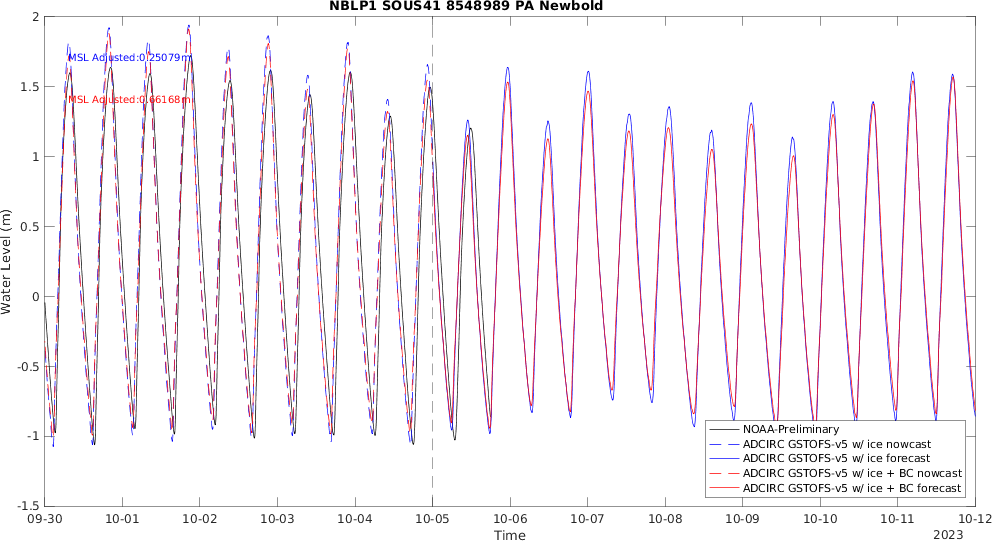 NBLP1 SOUS41 8548989 PA Newbold
2
1.5
1
0.5
0
-0.5
-1
-1.5
Water Level (m)
MSL Adjusted:0.25079m
MSL Adjusted:0.66168m
NOAA-Preliminary
ADCIRC GSTOFS-v5 w/ ice nowcast
ADCIRC GSTOFS-v5 w/ ice forecast
ADCIRC GSTOFS-v5 w/ ice + BC nowcast
ADCIRC GSTOFS-v5 w/ ice + BC forecast
09-30 10-01 10-02 10-03 10-04 10-05 10-06 10-07 10-08 10-09 10-10 10-11 10-12
Time
2023